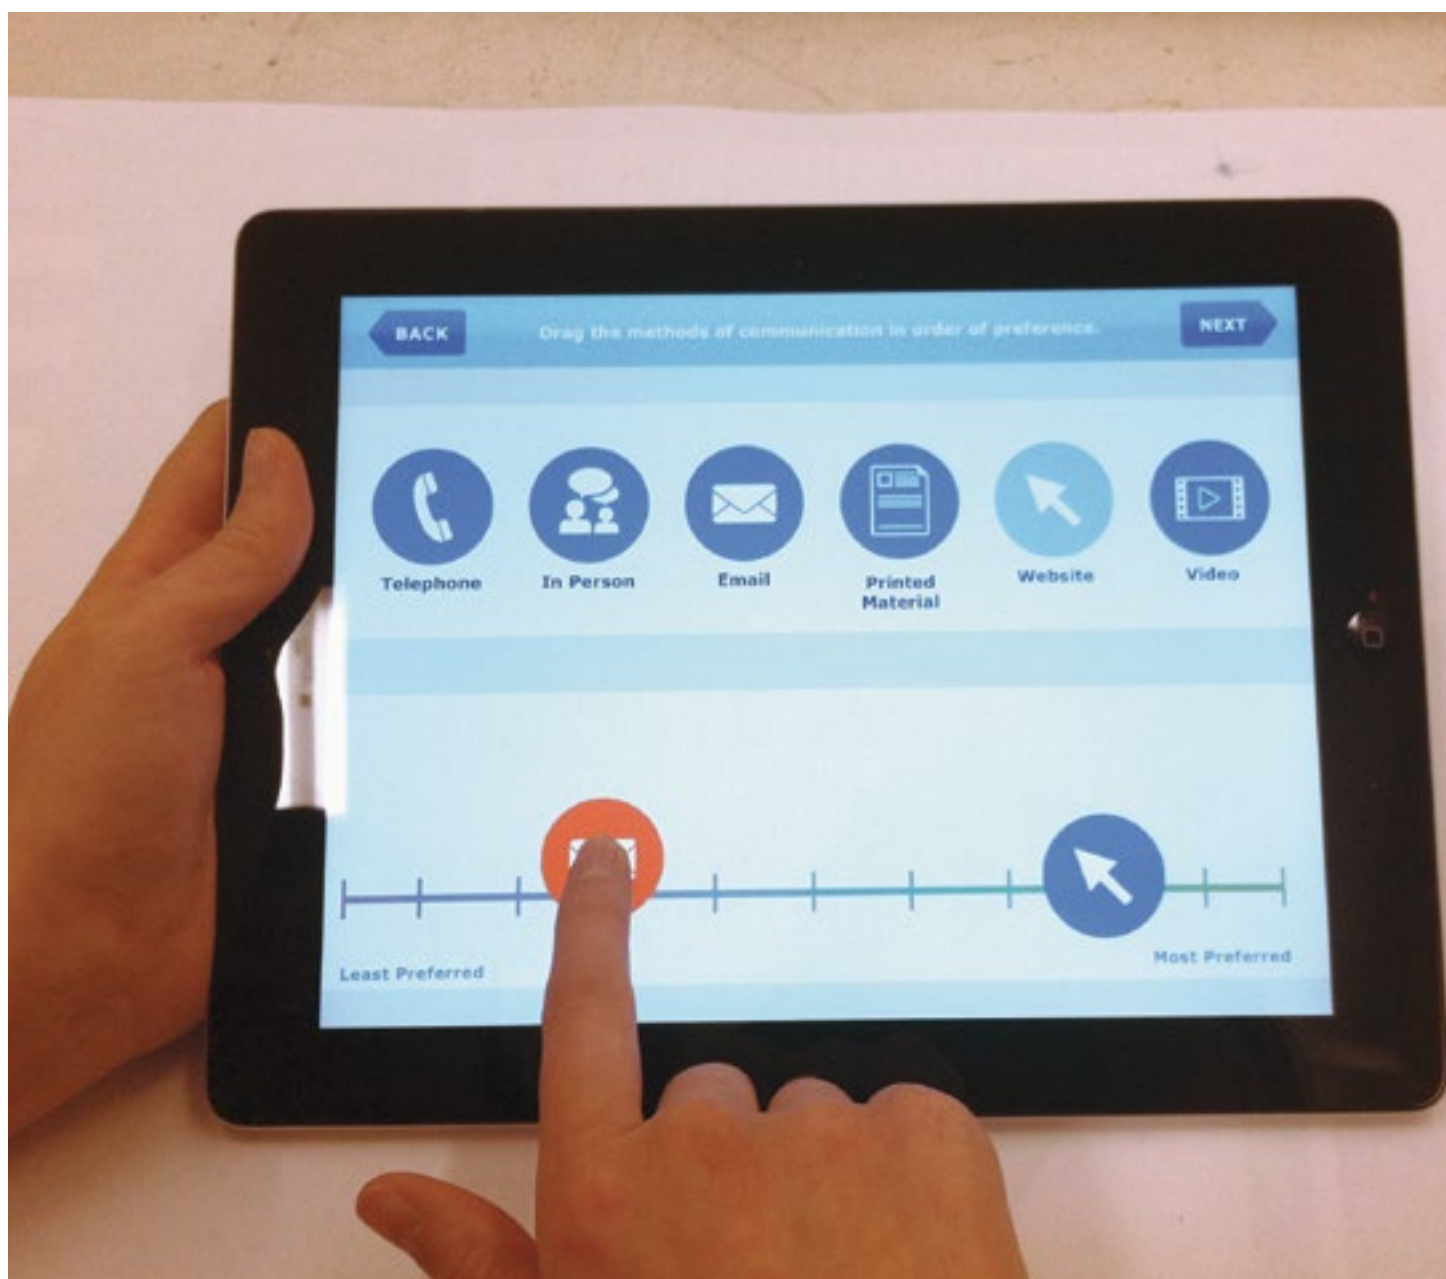 BACK
Drag the methods of communication in order of preference.
NEXT
Telephone
In Person
Email
Printed
Material
Website
Video
Least Preferred
Most Preferred